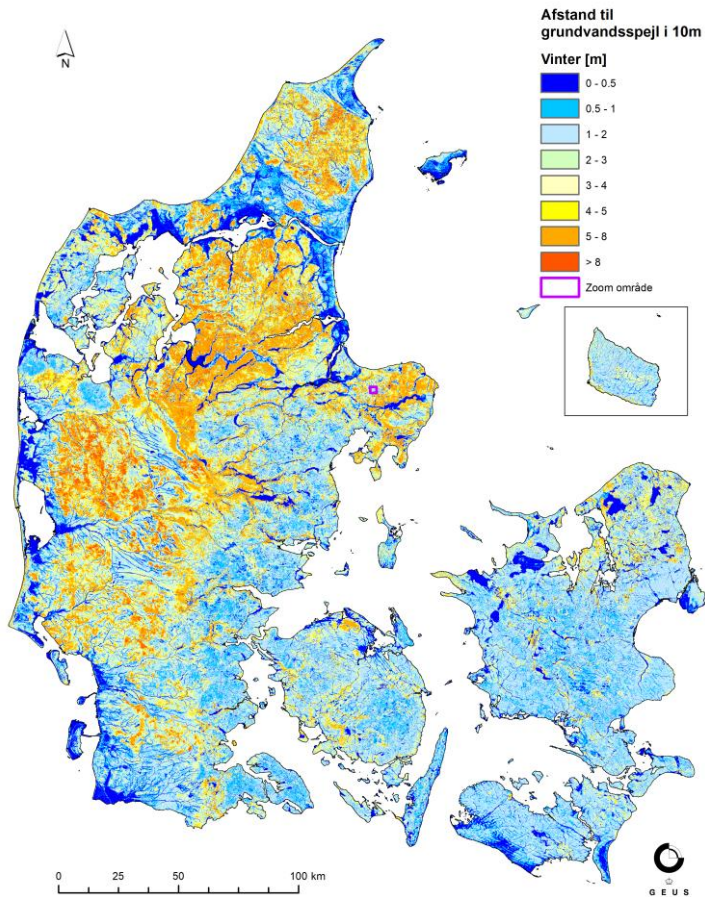 Afstand til
grundvandsspejl i 10m
Vinter [m]
0 - 0.5
0.5 - 1
1 - 2
2 - 3
3 - 4
4 - 5
5 - 8
> 8
Zoom område
N
0 25 50 100 km
G E U S